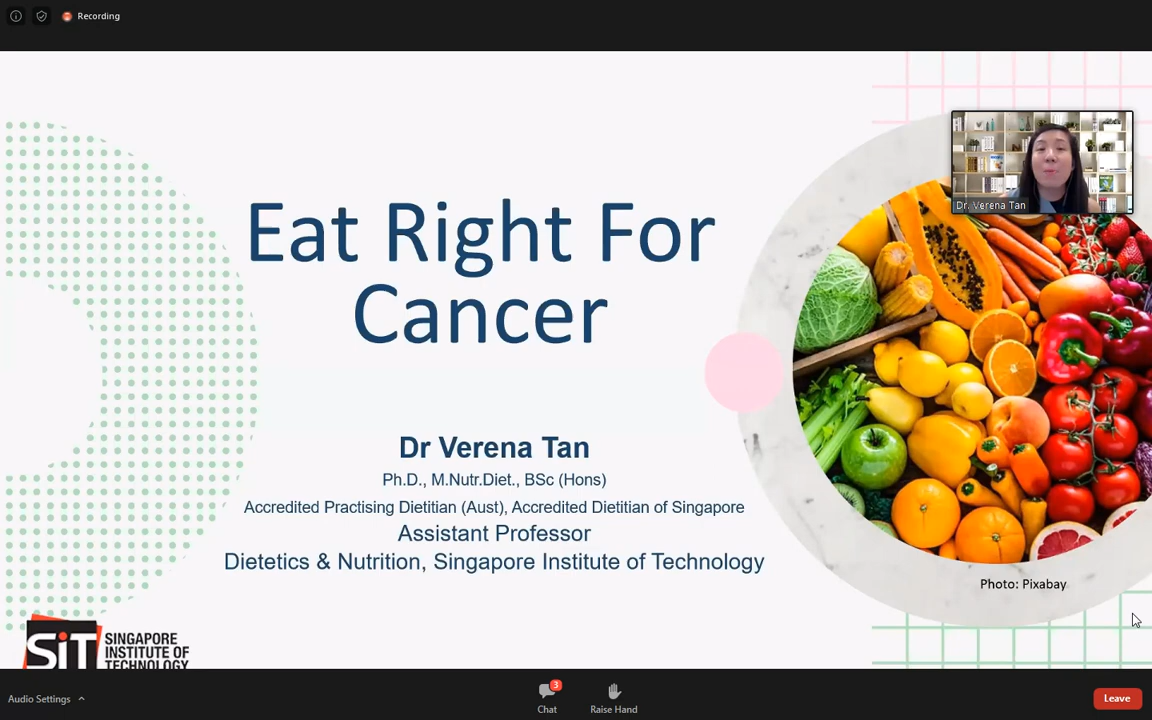 Recording
Dr. Verena Tan
Eat Right For
Cancer
Dr Verena Tan
Ph.D., M.Nutr.Diet., BSc (Hons)
Accredited Practising Dietitian (Aust), Accredited Dietitian of Singapore
Assistant Professor
Dietetics & Nutrition, Singapore Institute of Technology
Photo: Pixabay
SiT
SINGAPORE
INSTITUTE OF
TECHNOLOGY
Audio Settings
3
Chat
Raise Hand
Leave